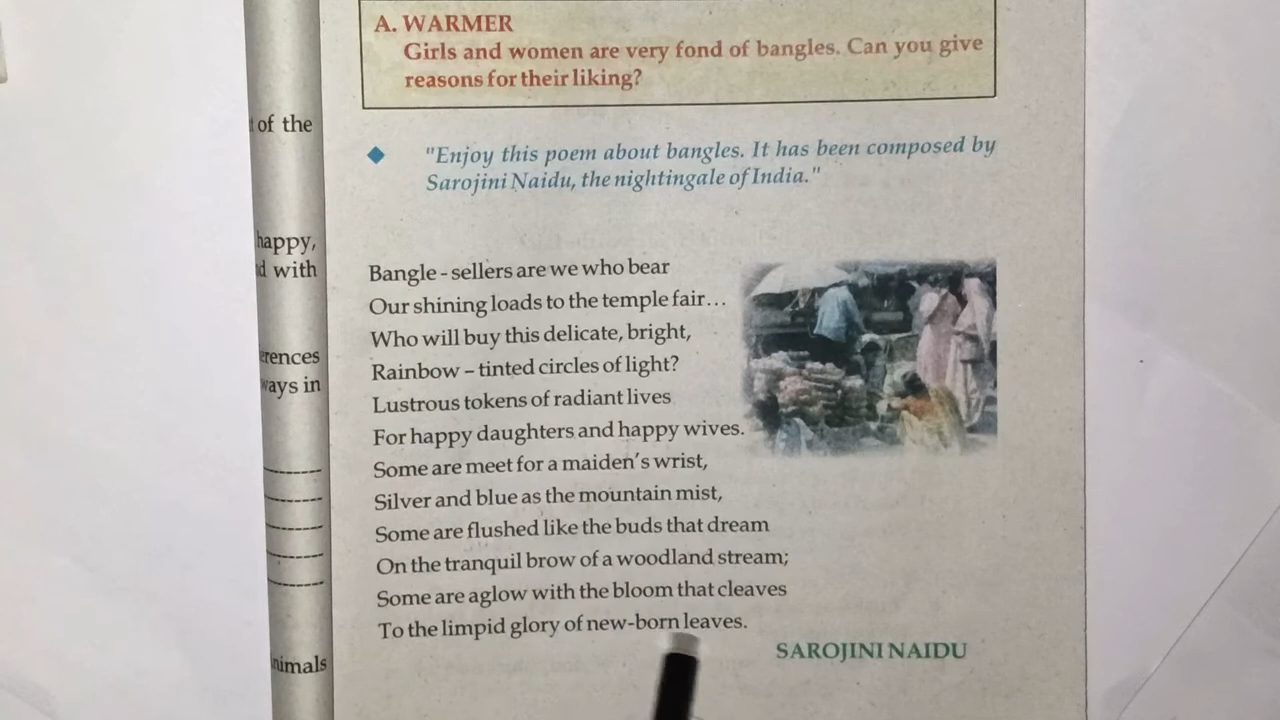 A. WARMER
Girls and women are very fond of bangles. Can you give
reasons for their liking?
of the
"Enjoy this poem about bangles. It has been composed by
Sarojini Naidu, the nightingale of India."
happy,
with
Bangle - sellers are we who bear
Our shining loads to the temple fair...
Who will buy this delicate, bright,
Rainbow – tinted circles of light?
Lustrous tokens of radiant lives
For happy daughters and happy wives.
Some are meet for a maiden's wrist,
Silver and blue as the mountain mist,
Some are flushed like the buds that dream
On the tranquil brow of a woodland stream;
Some are aglow with the bloom that cleaves
To the limpid glory of new-born leaves.
SAROJINI NAIDU
erences
ways in
nimals